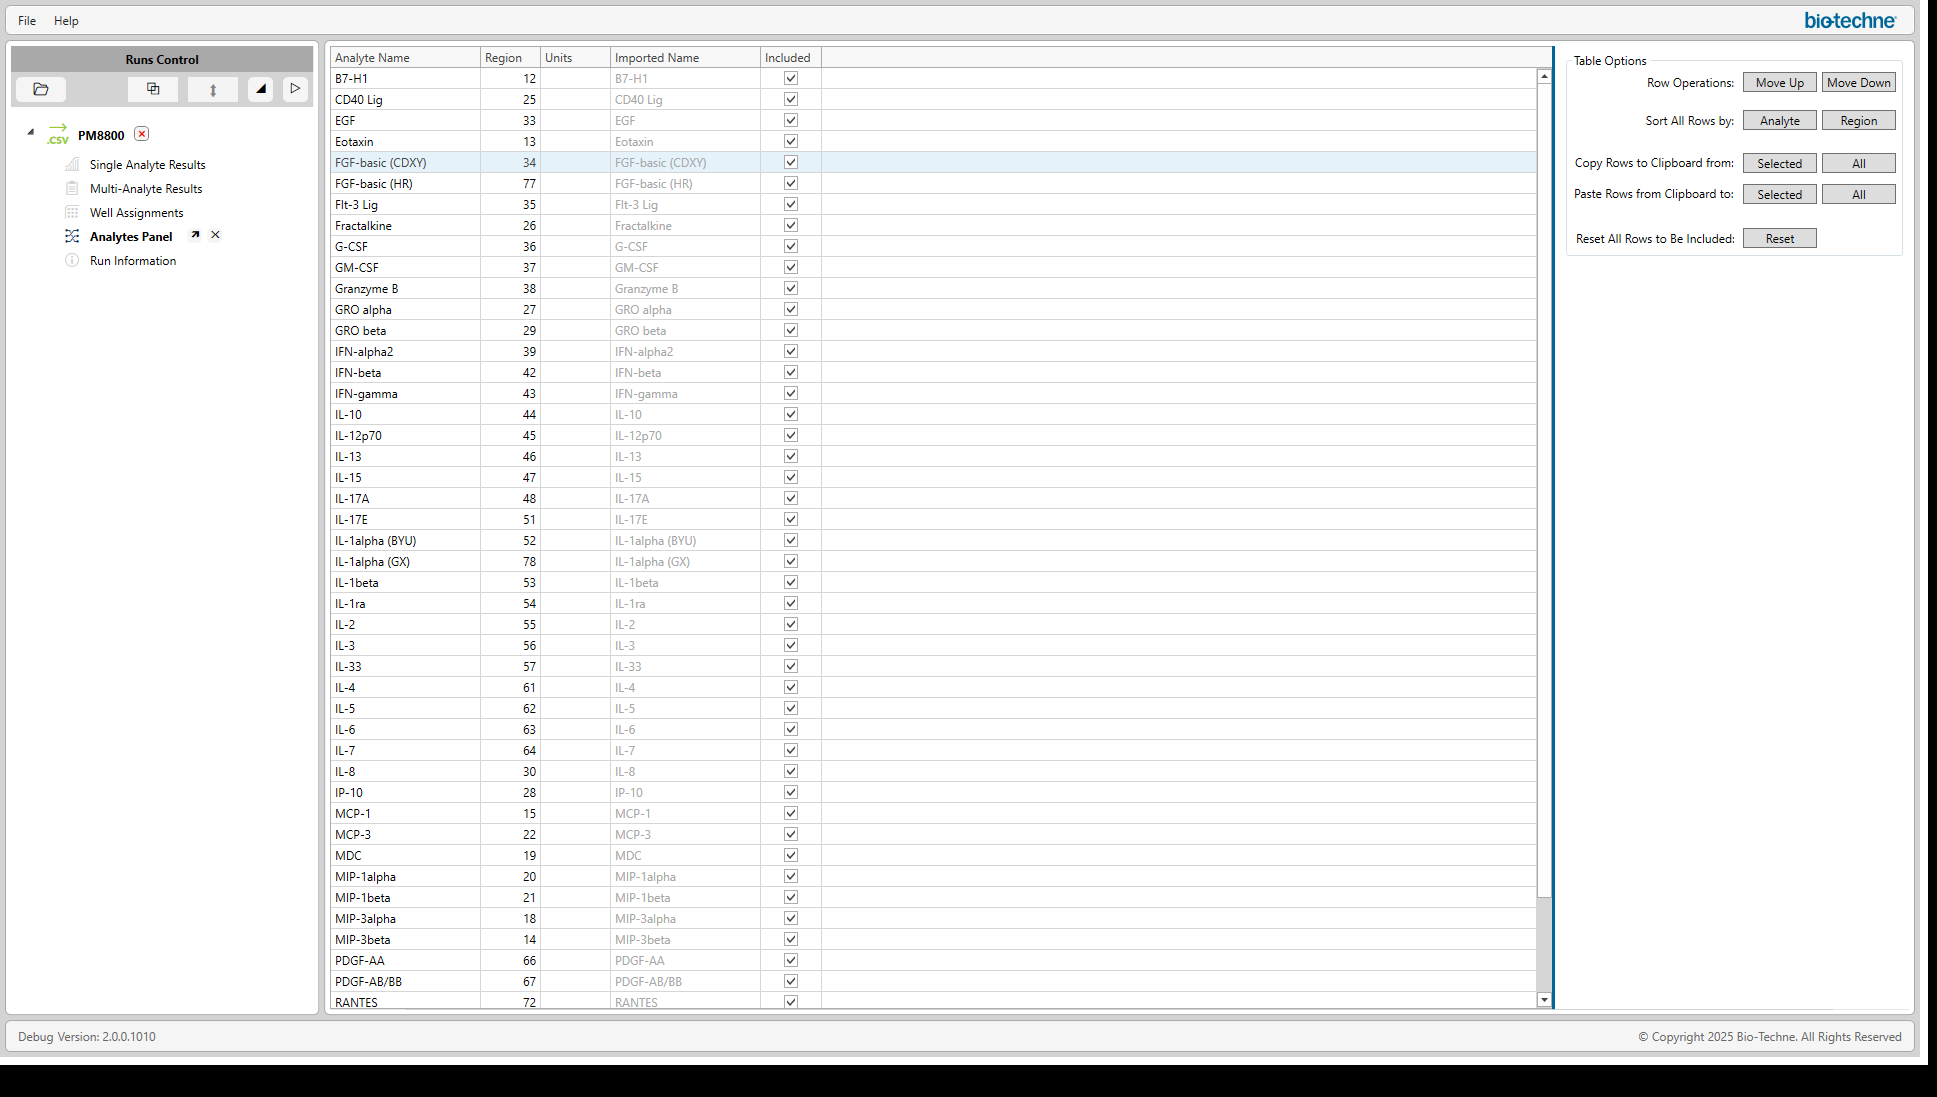 File Help
bio-techne
Runs Control
.csv PM8800
Single Analyte Results
Multi-Analyte Results
Well Assignments
Analytes Panel
Run Information
Analyte Name Region Units Imported Name Included
B7-H1 12 B7-H1
CD40 Lig 25 CD40 Lig
EGF 33 EGF
Eotaxin 13 Eotaxin
FGF-basic (CDXY) 34 FGF-basic (CDXY)
FGF-basic (HR) 77 FGF-basic (HR)
Flt-3 Lig 35 Flt-3 Lig
Fractalkine 26 Fractalkine
G-CSF 36 G-CSF
GM-CSF 37 GM-CSF
Granzyme B 38 Granzyme B
GRO alpha 27 GRO alpha
GRO beta 29 GRO beta
IFN-alpha2 39 IFN-alpha2
IFN-beta 42 IFN-beta
IFN-gamma 43 IFN-gamma
IL-10 44 IL-10
IL-12p70 45 IL-12p70
IL-13 46 IL-13
IL-15 47 IL-15
IL-17A 48 IL-17A
IL-17E 51 IL-17E
IL-1alpha (BYU) 52 IL-1alpha (BYU)
IL-1alpha (GX) 78 IL-1alpha (GX)
IL-1beta 53 IL-1beta
IL-1ra 54 IL-1ra
IL-2 55 IL-2
IL-3 56 IL-3
IL-33 57 IL-33
IL-4 61 IL-4
IL-5 62 IL-5
IL-6 63 IL-6
IL-7 64 IL-7
IL-8 30 IL-8
IP-10 28 IP-10
MCP-1 15 MCP-1
MCP-3 22 MCP-3
MDC 19 MDC
MIP-1alpha 20 MIP-1alpha
MIP-1beta 21 MIP-1beta
MIP-3alpha 18 MIP-3alpha
MIP-3beta 14 MIP-3beta
PDGF-AA 66 PDGF-AA
PDGF-AB/BB 67 PDGF-AB/BB
RANTES 72 RANTES
Table Options
Row Operations: Move Up Move Down
Sort All Rows by: Analyte Region
Copy Rows to Clipboard from: Selected All
Paste Rows from Clipboard to: Selected All
Reset All Rows to Be Included: Reset
Debug Version: 2.0.0.1010
© Copyright 2025 Bio-Techne. All Rights Reserved